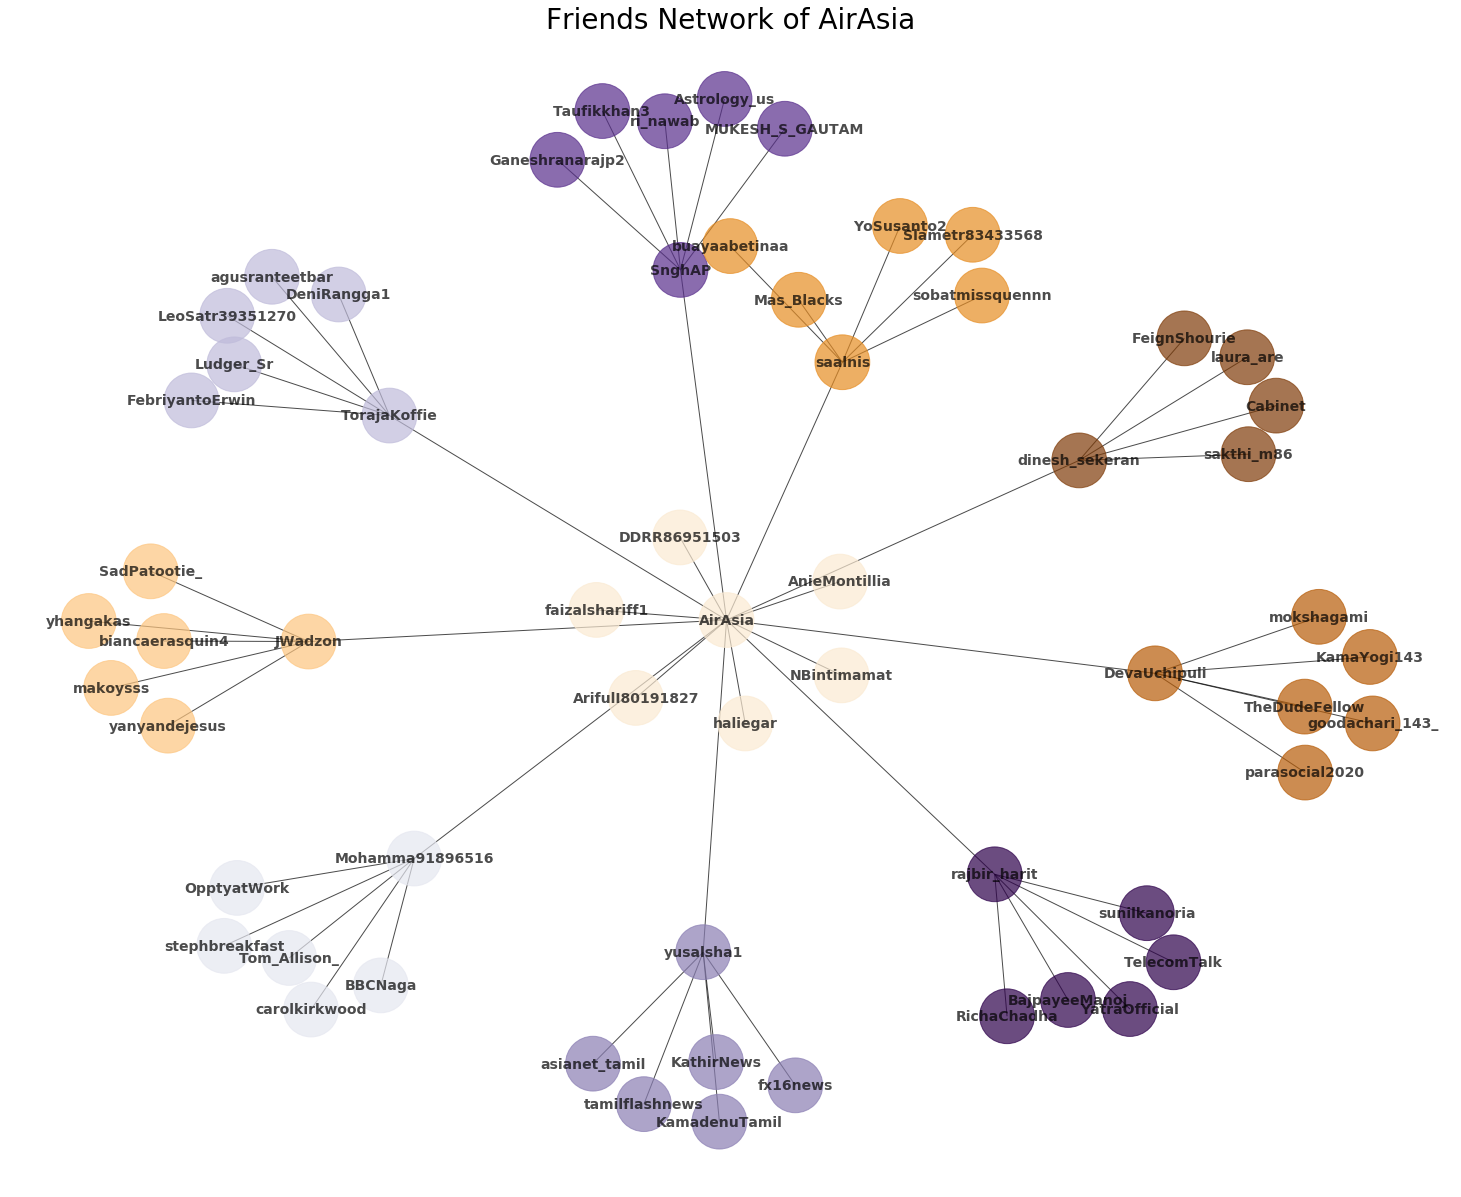 Friends Network of AirAsia
Astrology_us
Taufikkhan3
ri_nawab
MUKESH_S_GAUTAM
Ganeshranarajp2
YoSusanto2
Slametr83433568
buayaabetinaa
SnghAP
agusranteetbar
DeniRangga1
Mas_Blacks
sobatmissquennn
LeoSatr39351270
FeignShourie
laura_are
saalnis
Ludger_Sr
FebriyantoErwin
Cabinet
TorajaKoffie
sakthi_m86
dinesh_sekeran
DDRR86951503
SadPatootie_
AnieMontillia
faizalshariff1
mokshagami
yhangakas
AirAsia
biancaerasquin4
JWadzon
KamaYogi143
DevaUchipull
NBintimamat
makoysss
ArifulI80191827
TheDudeFellow
haliegar
goodachari_143_
yanyandejesus
parasocial2020
Mohamma91896516
rajbir_harit
OpptyatWork
sunilkanoria
stephbreakfast
yusalsha1
Tom_Allison_
TelecomTalk
BBCNaga
BajpayeeManoj
carolkirkwood
YatraOfficial
RichaChadha
KathirNews
asianet_tamil
fx16news
tamilflashnews
KamadenuTamil